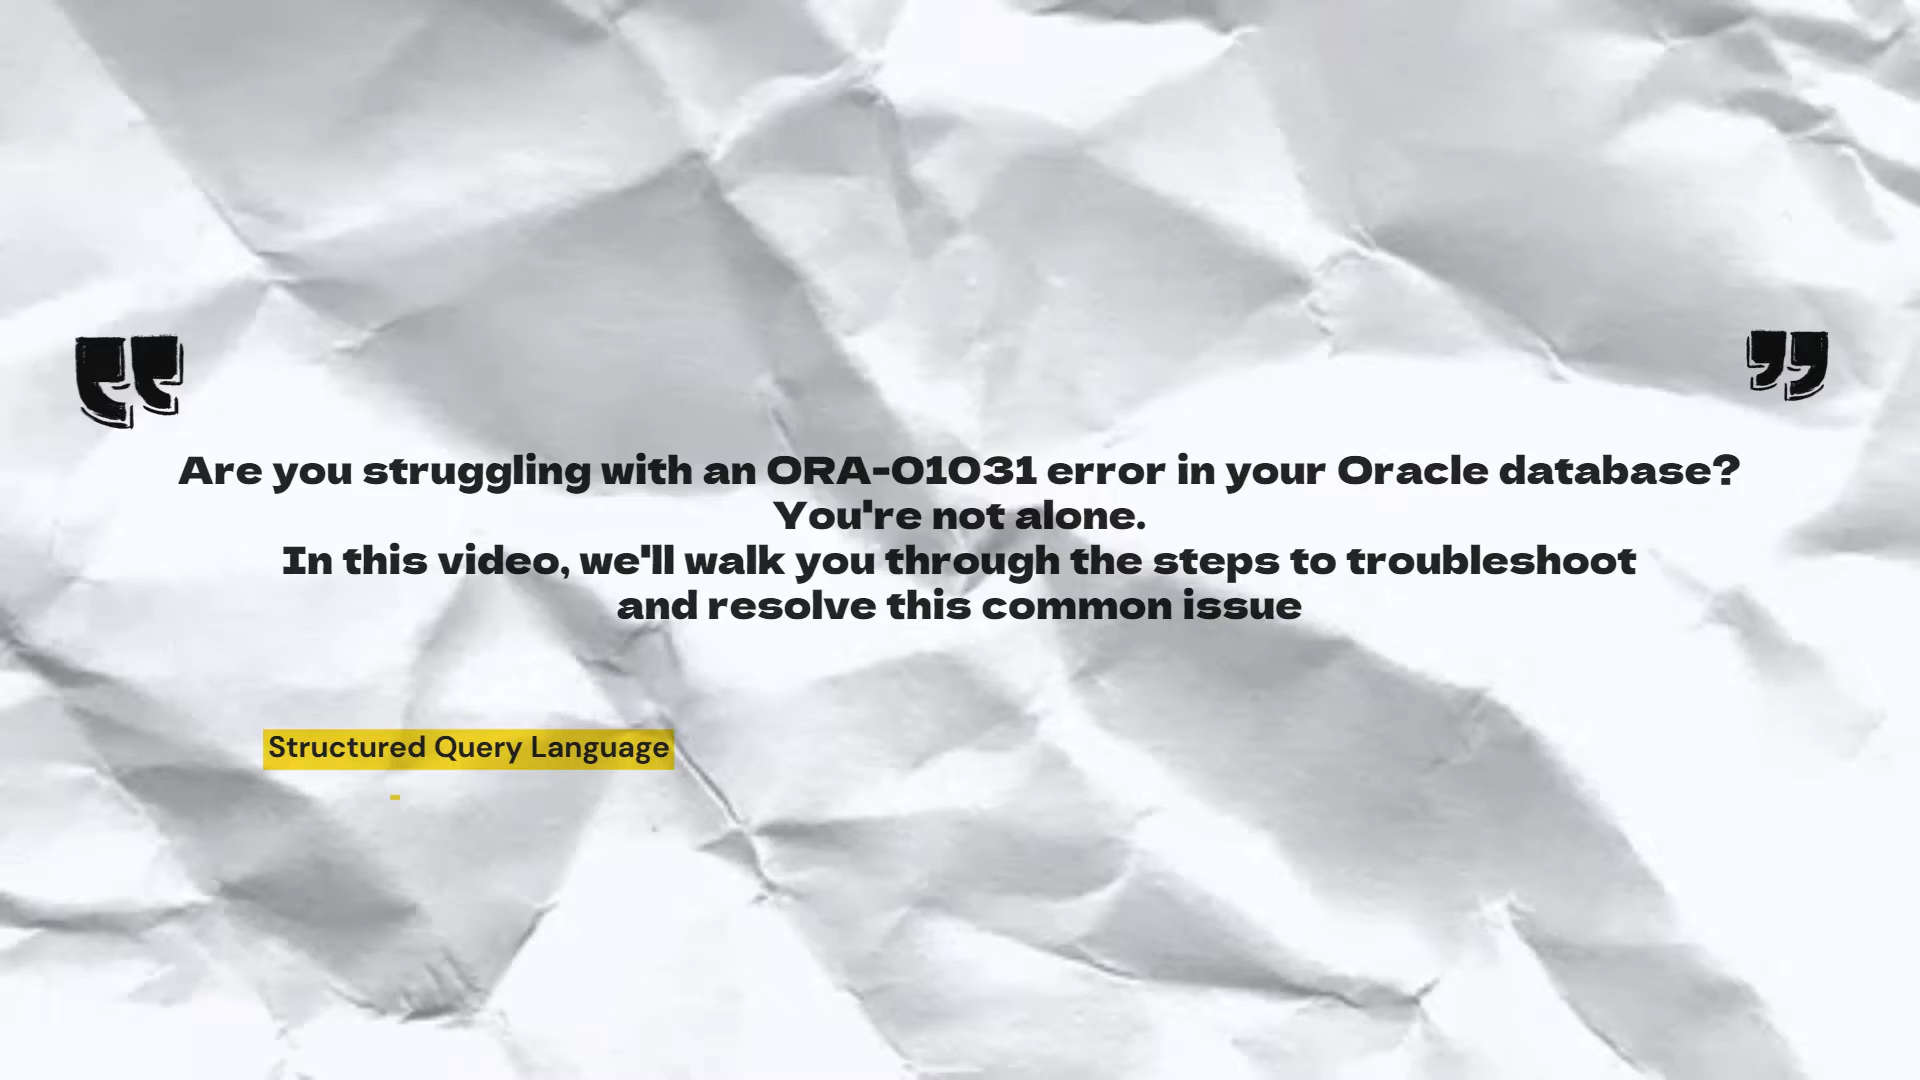 Are you struggling with an ORA-01031 error in your Oracle database?
You're not alone.
In this video, we'll walk you through the steps to troubleshoot
and resolve this common issue
Structured Query Language